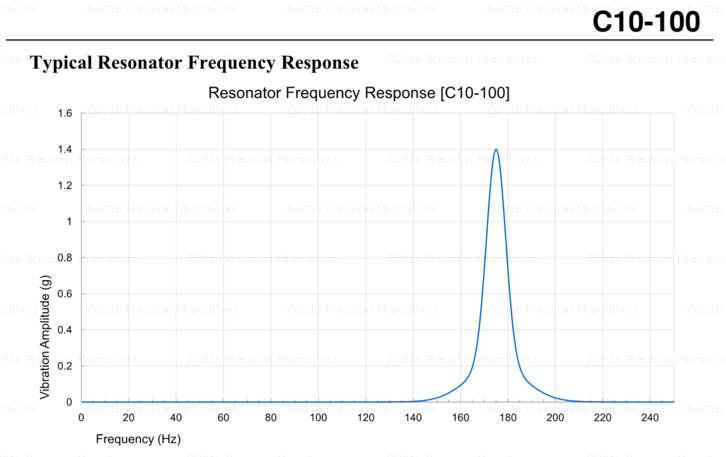 C10-100
Typical Resonator Frequency Response
Resonator Frequency Response [C10-100]
1.6
1.4
1.2
1
0.8
0.6
0.4
0.2
0
Vibration Amplitude (g)
0 20 40 60 80 100 120 140 160 180 200 220 240
Frequency (Hz)
©2016 Precision Microdrives